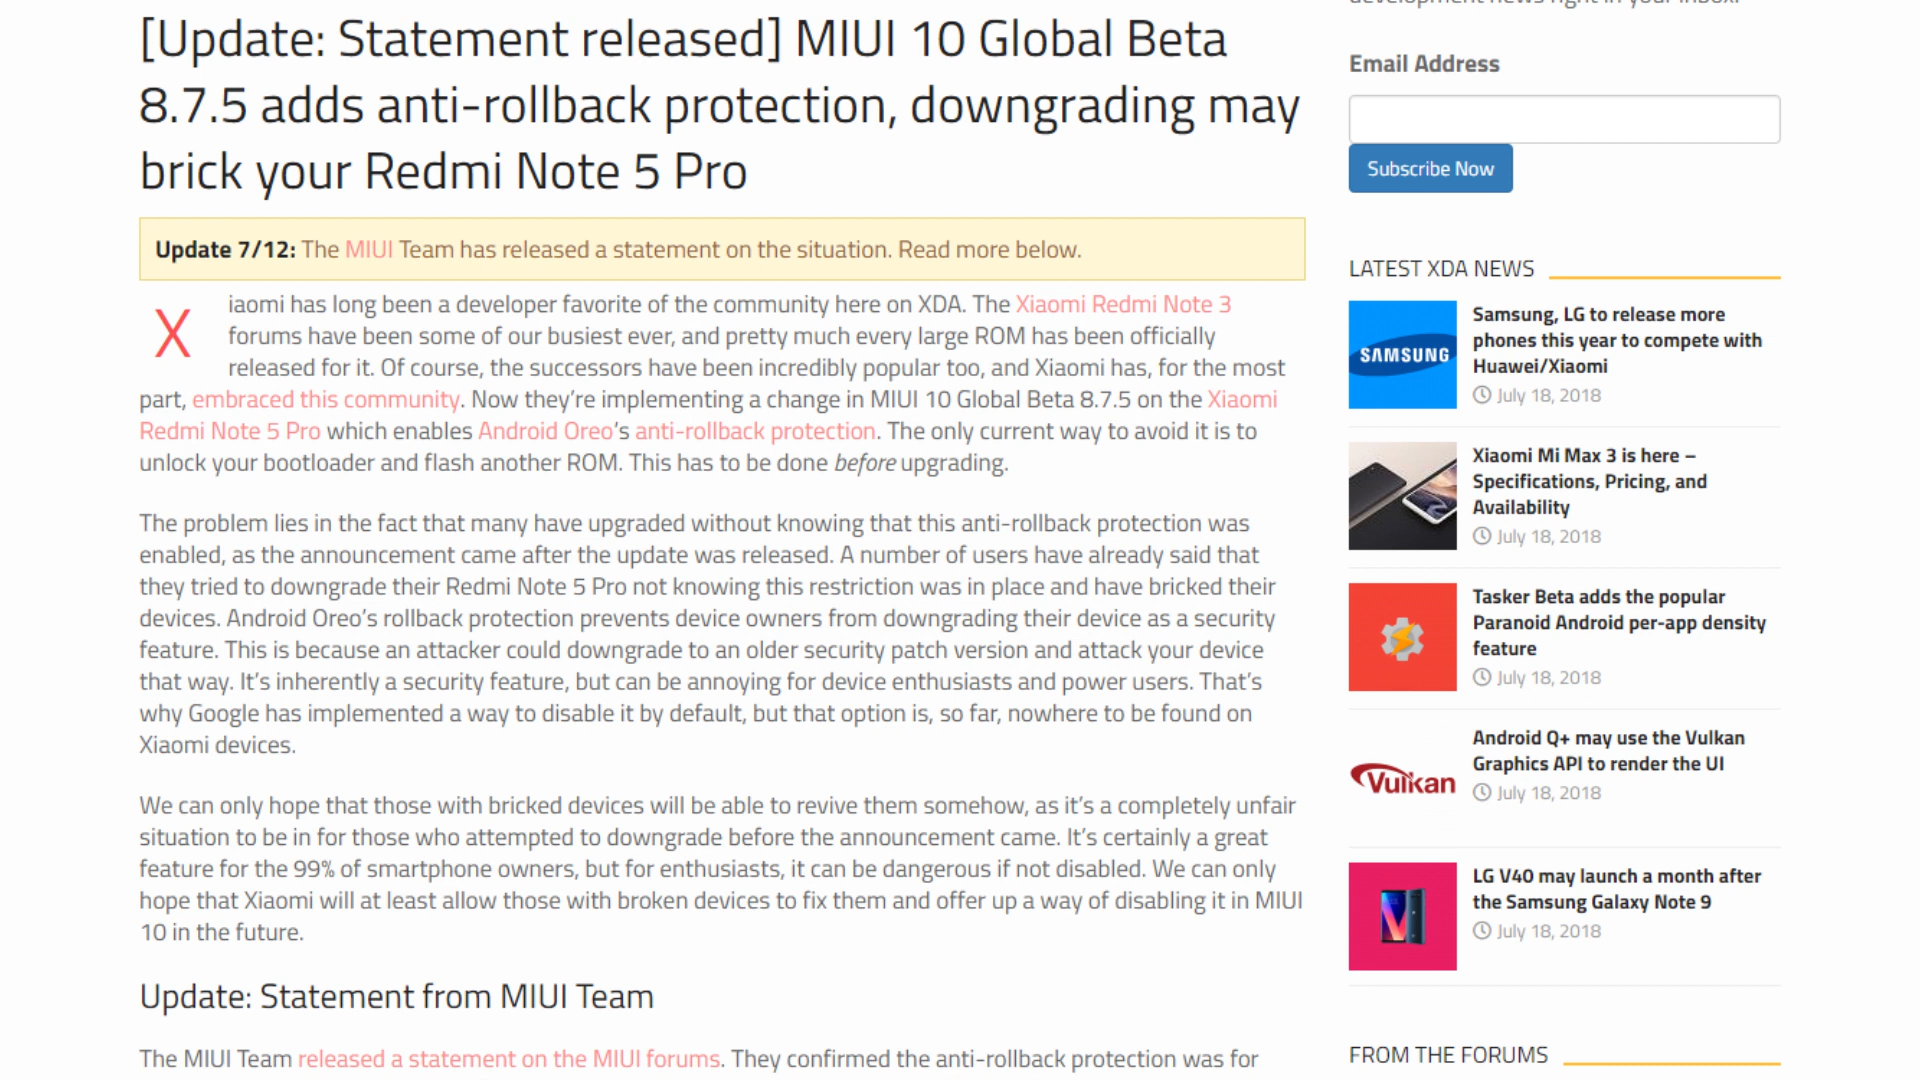 [Update: Statement released] MIUI 10 Global Beta
8.7.5 adds anti-rollback protection, downgrading may
brick your Redmi Note 5 Pro
Update 7/12: The MIUI Team has released a statement on the situation. Read more below.
Xiaomi has long been a developer favorite of the community here on XDA. The Xiaomi Redmi Note 3
forums have been some of our busiest ever, and pretty much every large ROM has been officially
released for it. Of course, the successors have been incredibly popular too, and Xiaomi has, for the most
part, embraced this community. Now they’re implementing a change in MIUI 10 Global Beta 8.7.5 on the Xiaomi
Redmi Note 5 Pro which enables Android Oreo’s anti-rollback protection. The only current way to avoid it is to
unlock your bootloader and flash another ROM. This has to be done before upgrading.
The problem lies in the fact that many have upgraded without knowing that this anti-rollback protection was
enabled, as the announcement came after the update was released. A number of users have already said that
they tried to downgrade their Redmi Note 5 Pro not knowing this restriction was in place and have bricked their
devices. Android Oreo’s rollback protection prevents device owners from downgrading their device as a security
feature. This is because an attacker could downgrade to an older security patch version and attack your device
that way. It’s inherently a security feature, but can be annoying for device enthusiasts and power users. That’s
why Google has implemented a way to disable it by default, but that option is, so far, nowhere to be found on
Xiaomi devices.
We can only hope that those with bricked devices will be able to revive them somehow, as it’s a completely unfair
situation to be in for those who attempted to downgrade before the announcement came. It’s certainly a great
feature for the 99% of smartphone owners, but for enthusiasts, it can be dangerous if not disabled. We can only
hope that Xiaomi will at least allow those with broken devices to fix them and offer up a way of disabling it in MIUI
10 in the future.
Update: Statement from MIUI Team
The MIUI Team released a statement on the MIUI forums. They confirmed the anti-rollback protection was for
development news right in your inbox.
Email Address
Subscribe Now
LATEST XDA NEWS
SAMSUNG
Samsung, LG to release more
phones this year to compete with
Huawei/Xiaomi
July 18, 2018
Xiaomi Mi Max 3 is here –
Specifications, Pricing, and
Availability
July 18, 2018
Tasker Beta adds the popular
Paranoid Android per-app density
feature
July 18, 2018
Vulkan
Android Q+ may use the Vulkan
Graphics API to render the UI
July 18, 2018
LG V40 may launch a month after
the Samsung Galaxy Note 9
July 18, 2018
FROM THE FORUMS